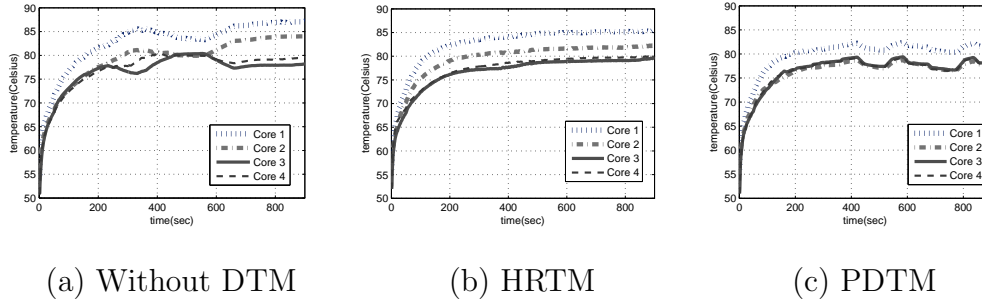 90
85
80
75
70
65
60
55
50
temperature(Celsius)
Core 1
Core 2
Core 3
Core 4
0
200
400
600
800
time(sec)
(a) Without DTM
90
85
80
75
70
65
60
55
50
temperature(Celsius)
Core 1
Core 2
Core 3
Core 4
0
200
400
600
800
time(sec)
(b) HRTM
90
85
80
75
70
65
60
55
50
temperature(Celsius)
Core 1
Core 2
Core 3
Core 4
0
200
400
600
800
time(sec)
(c) PDTM